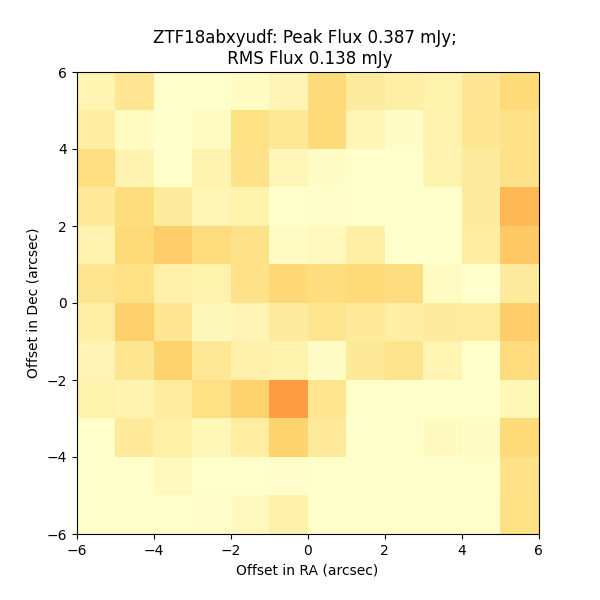 ZTF18abxyudf: Peak Flux 0.387 mJy;
RMS Flux 0.138 mJy
6
4
2
0
−2
−4
−6
Offset in Dec (arcsec)
−6 −4 −2 0 2 4 6
Offset in RA (arcsec)